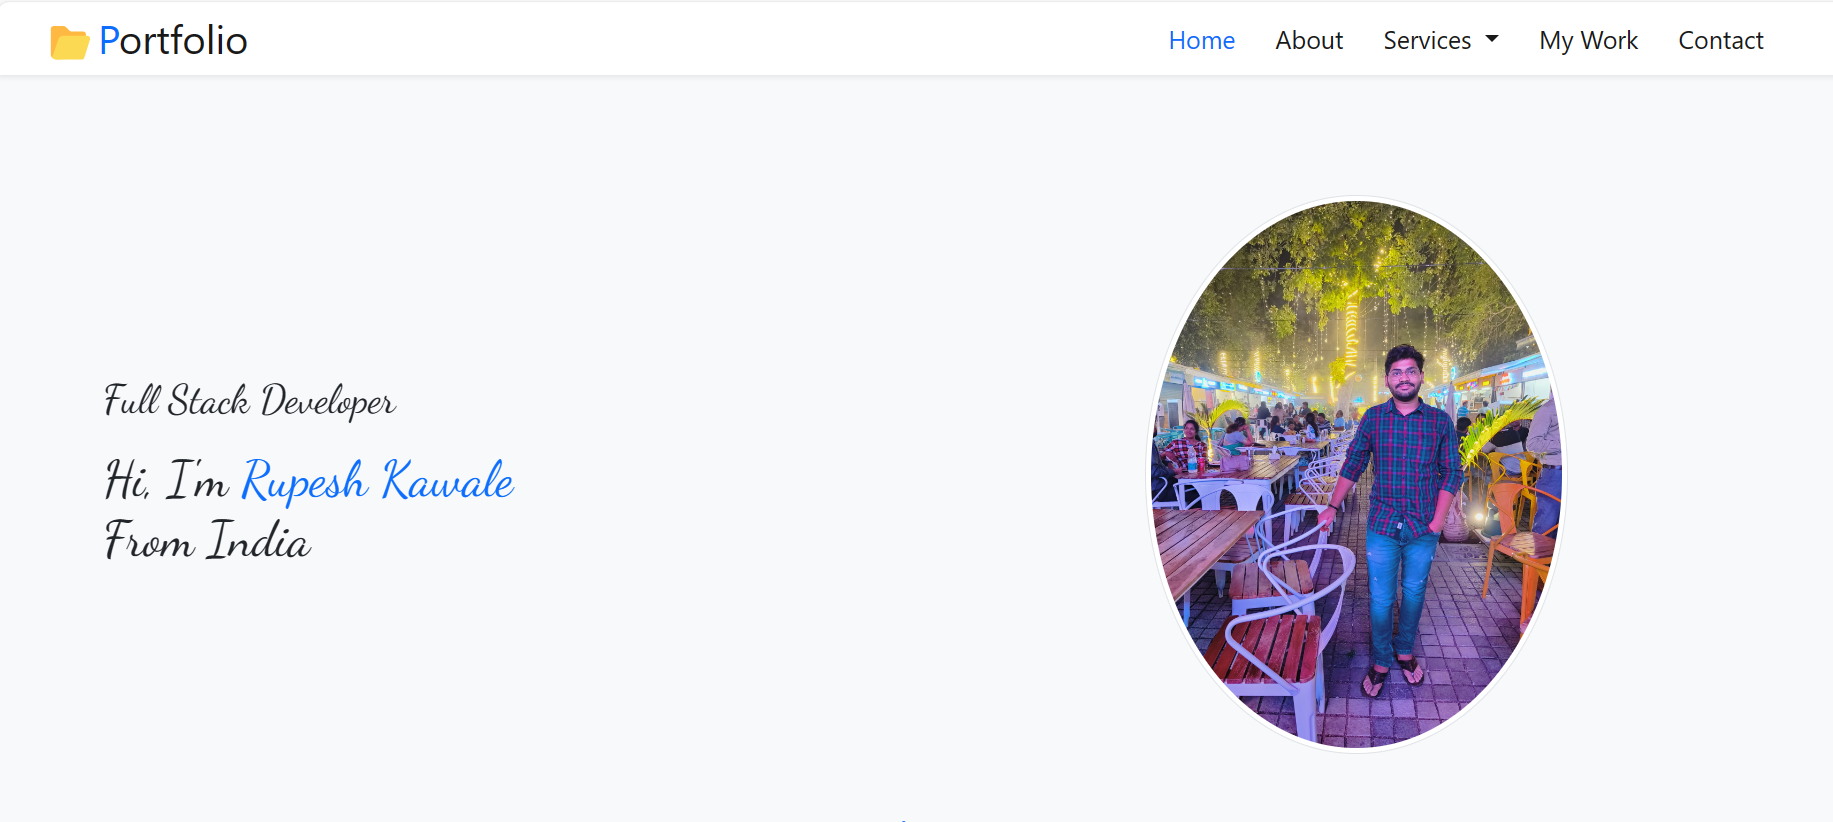 Portfolio
Home About Services My Work Contact
Full Stack Developer
Hi, I'm Rupesh Kawale
From India